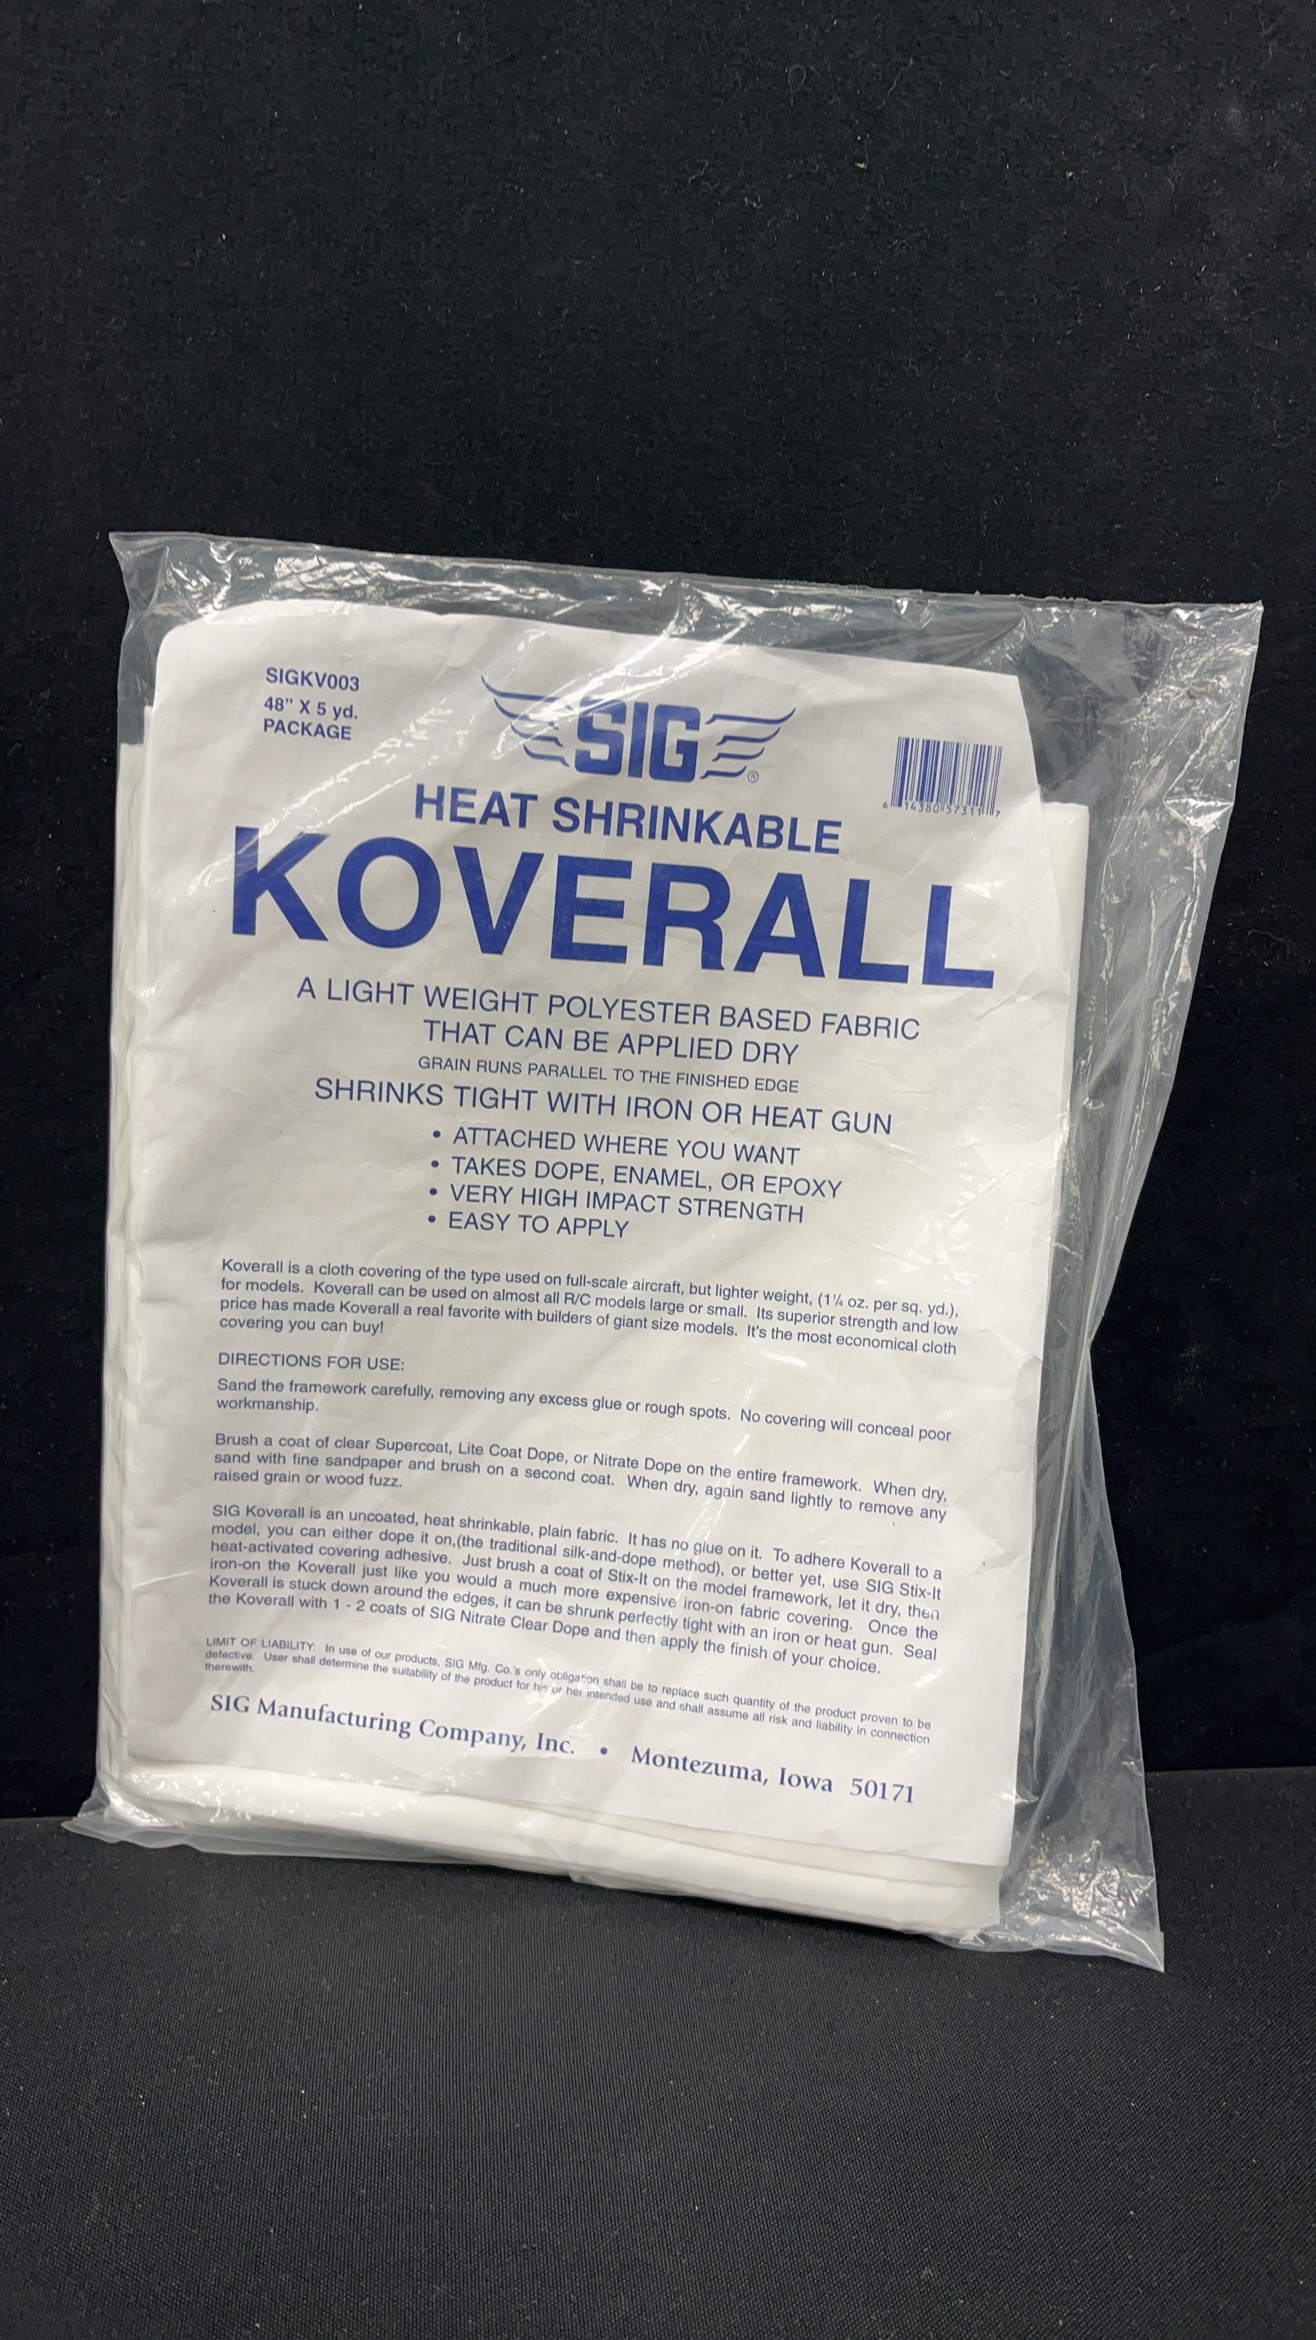 SIGKV003
48” X 5 yd.
PACKAGE
SIG®
6 14380 57311 7
HEAT SHRINKABLE
KOVERALL
A LIGHT WEIGHT POLYESTER BASED FABRIC
THAT CAN BE APPLIED DRY
GRAIN RUNS PARALLEL TO THE FINISHED EDGE
SHRINKS TIGHT WITH IRON OR HEAT GUN
• ATTACHED WHERE YOU WANT
• TAKES DOPE, ENAMEL, OR EPOXY
• VERY HIGH IMPACT STRENGTH
• EASY TO APPLY
Koverall is a cloth covering of the type used on full-scale aircraft, but lighter weight, (1¼ oz. per sq. yd.),
for models. Koverall can be used on almost all R/C models large or small. Its superior strength and low
price has made Koverall a real favorite with builders of giant size models. It’s the most economical cloth
covering you can buy!
DIRECTIONS FOR USE:
Sand the framework carefully, removing any excess glue or rough spots. No covering will conceal poor
workmanship.
Brush a coat of clear Supercoat, Lite Coat Dope, or Nitrate Dope on the entire framework. When dry,
sand with fine sandpaper and brush on a second coat. When dry, again sand lightly to remove any
raised grain or wood fuzz.
SIG Koverall is an uncoated, heat shrinkable, plain fabric. It has no glue on it. To adhere Koverall to a
model, you can either dope it on,(the traditional silk-and-dope method), or better yet, use SIG Stix-It
heat-activated covering adhesive. Just brush a coat of Stix-It on the model framework, let it dry, then
iron-on the Koverall just like you would a much more expensive iron-on fabric covering. Once the
Koverall is stuck down around the edges, it can be shrunk perfectly tight with an iron or heat gun. Seal
the Koverall with 1 - 2 coats of SIG Nitrate Clear Dope and then apply the finish of your choice.
LIMIT OF LIABILITY: In use of our products, SIG Mfg. Co.’s only obligation shall be to replace such quantity of the product proven to be
defective. User shall determine the suitability of the product for his or her intended use and shall assume all risk and liability in connection
therewith.
SIG Manufacturing Company, Inc. • Montezuma, Iowa 50171